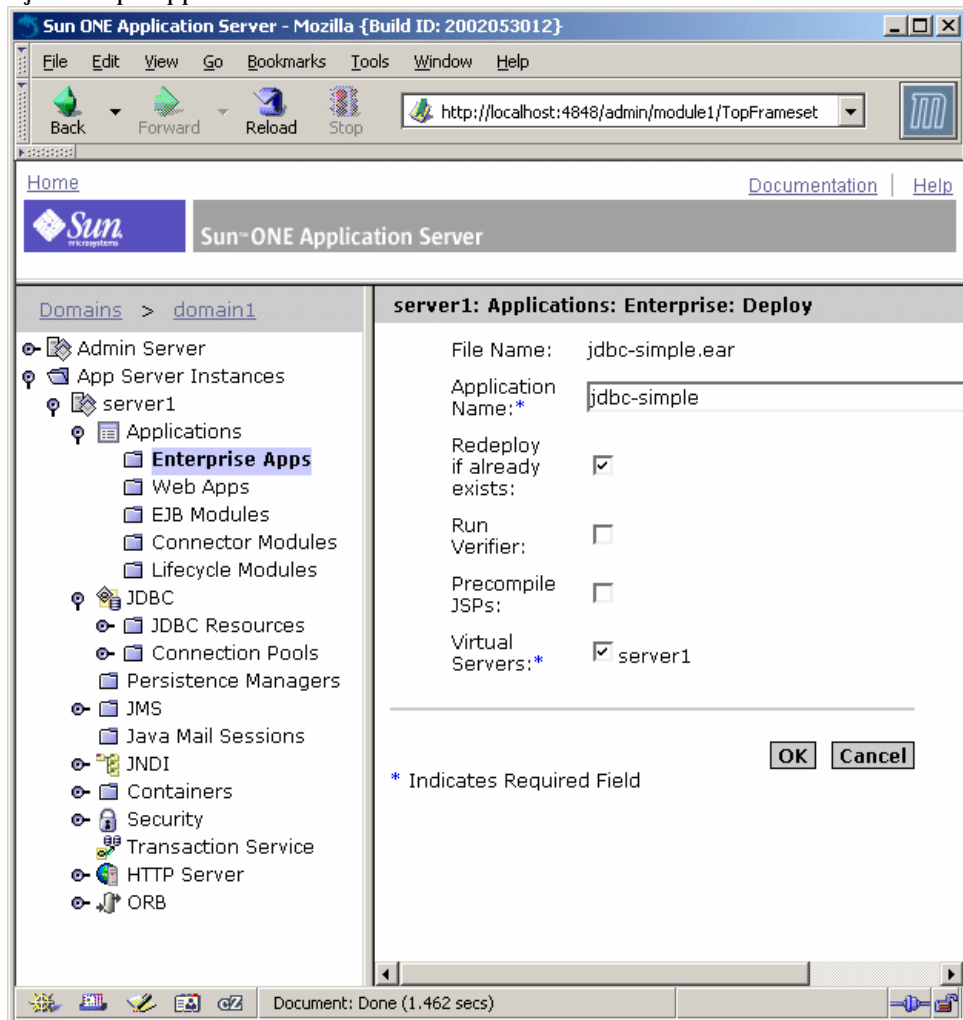 Sun ONE Application Server - Mozilla {Build ID: 2002053012}
File Edit View Go Bookmarks Tools Window Help
Back Forward Reload Stop http://localhost:4848/admin/module1/TopFrameset
Home Documentation Help
Sun microsystems Sun™ ONE Application Server
Domains > domain1
Admin Server
App Server Instances
server1
Applications
Enterprise Apps
Web Apps
EJB Modules
Connector Modules
Lifecycle Modules
JDBC
JDBC Resources
Connection Pools
Persistence Managers
JMS
Java Mail Sessions
JNDI
Containers
Security
Transaction Service
HTTP Server
ORB
server1: Applications: Enterprise: Deploy
File Name: jdbc-simple.ear
Application
Name:* jdbc-simple
Redeploy
if already
exists:
Run
Verifier:
Precompile
JSPs:
Virtual
Servers:* server1
OK Cancel
* Indicates Required Field
Document: Done (1.462 secs)